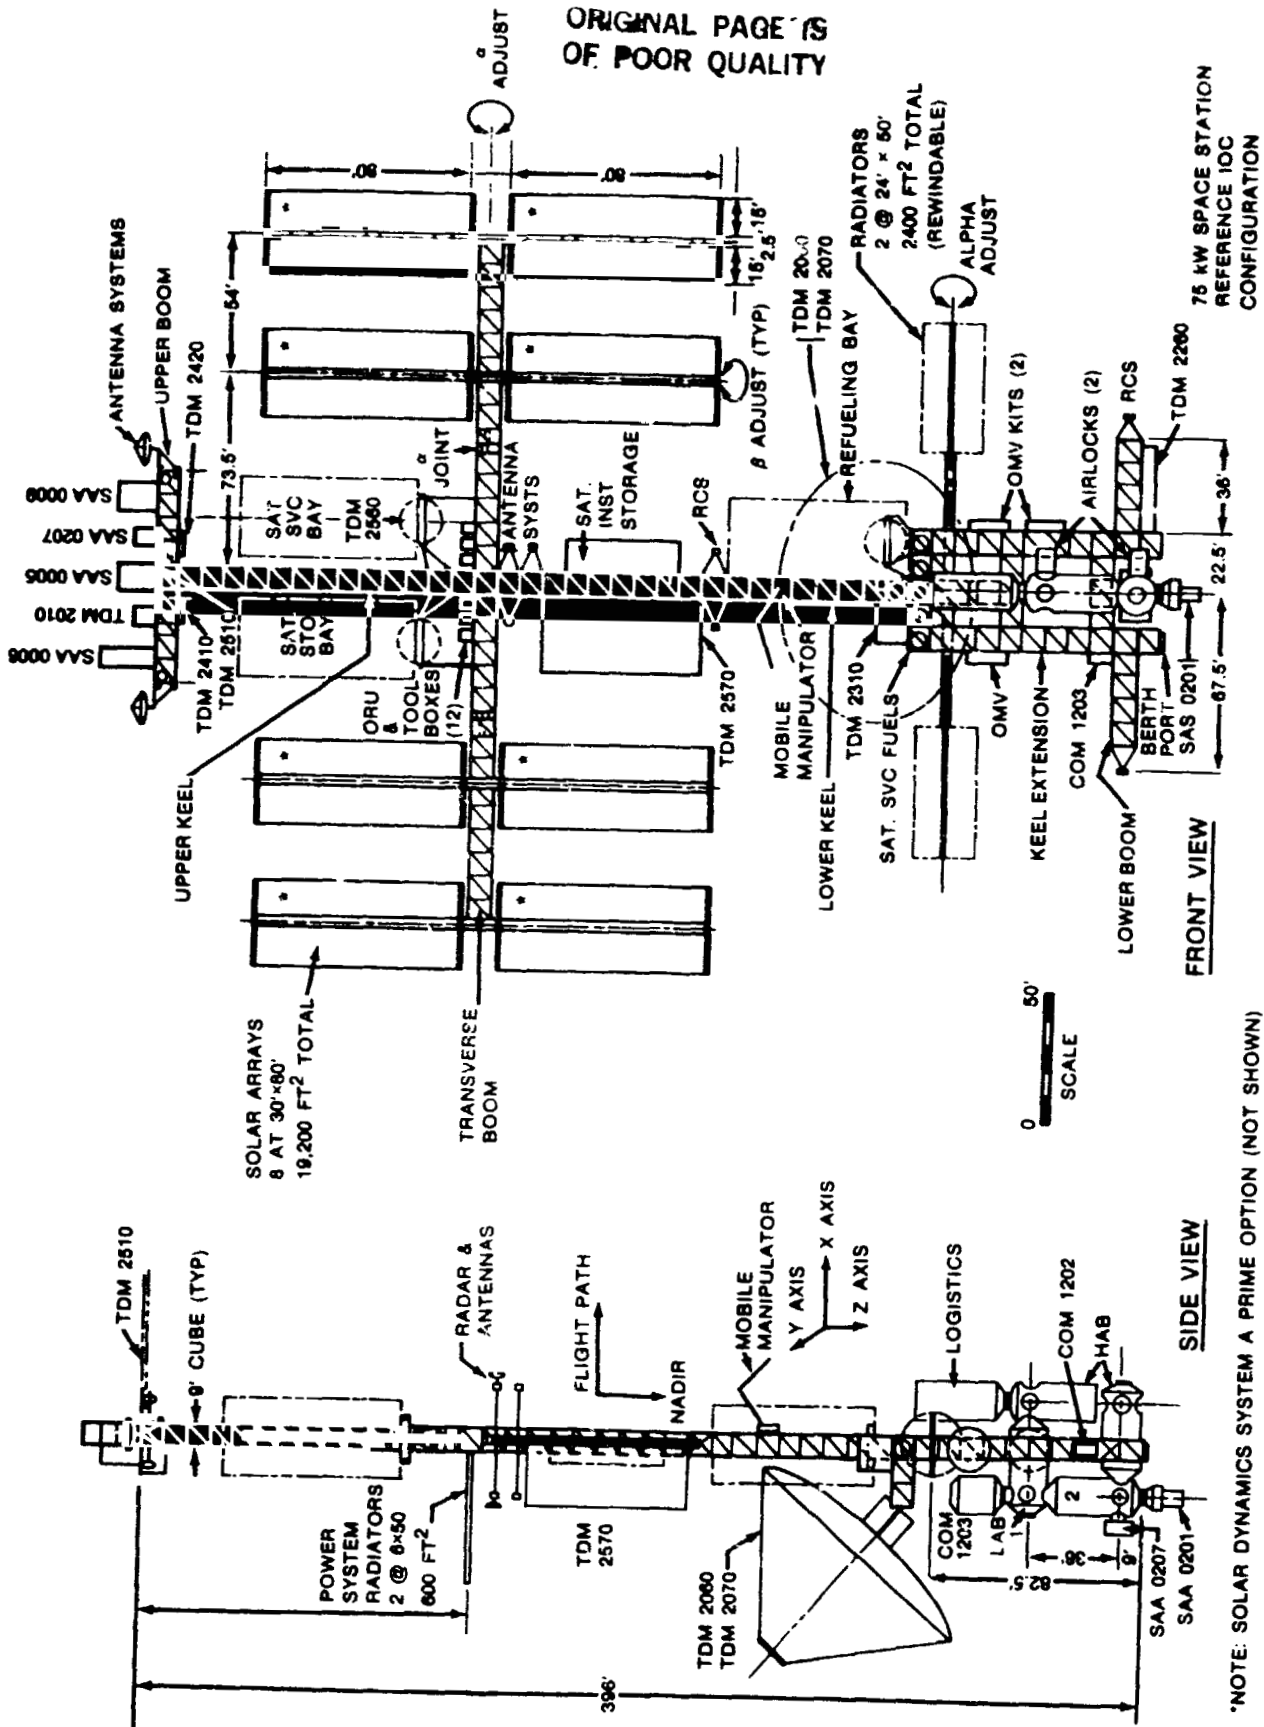 ORIGINAL PAGE IS
OF POOR QUALITY
ANTENNA SYSTEMS
UPPER BOOM
TDM 2420
SAA 0009
SAA 0207
SAA 0005
TDM 2010
SAA 0006
TDM 2410
TDM 2510
UPPER KEEL
73.5'
54'
SAT
SVC
BAY
TDM
2560
SAT
STO
BAY
α
JOINT
α
ADJUST
80'
80'
15'
2.5'
15'
ORU
&
TOOL
BOXES
(12)
ANTENNA
SYSTS
SAT.
INST
STORAGE
RCS
β ADJUST (TYP)
TDM 2570
SOLAR ARRAYS
8 AT 30'×80'
19,200 FT² TOTAL
TRANSVERSE
BOOM
MOBILE
MANIPULATOR
LOWER KEEL
TDM 2310
SAT. SVC FUELS
TDM 2070
REFUELING BAY
RADIATORS
2 @ 24' × 50'
2400 FT² TOTAL
(REWINDABLE)
ALPHA
ADJUST
OMV
OMV KITS (2)
KEEL EXTENSION
COM 1203
AIRLOCKS (2)
RCS
TDM 2260
LOWER BOOM
BERTH
PORT
SAS 0201
67.5'
22.5'
36'
75 kW SPACE STATION
REFERENCE IOC
CONFIGURATION
FRONT VIEW
0
50'
SCALE
TDM 2510
9' CUBE (TYP)
RADAR &
ANTENNAS
POWER
SYSTEM
RADIATORS
2 @ 6×50
600 FT²
FLIGHT PATH
NADIR
TDM
2570
MOBILE
MANIPULATOR
Y AXIS
X AXIS
Z AXIS
TDM 2060
TDM 2070
LOGISTICS
COM
1203
LAB
1
2
COM 1202
HAB
36'
9'
82.5'
SAA 0207
SAA 0201
396'
SIDE VIEW
*NOTE: SOLAR DYNAMICS SYSTEM A PRIME OPTION (NOT SHOWN)